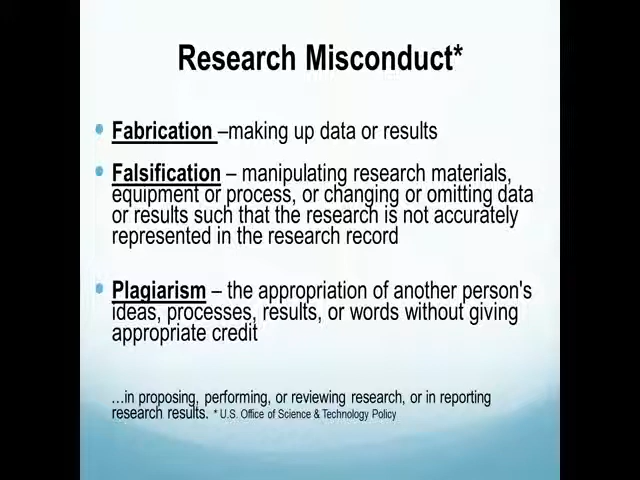 Research Misconduct*
Fabrication –making up data or results
Falsification – manipulating research materials,
equipment or process, or changing or omitting data
or results such that the research is not accurately
represented in the research record
Plagiarism – the appropriation of another person's
ideas, processes, results, or words without giving
appropriate credit
…in proposing, performing, or reviewing research, or in reporting
research results. * U.S. Office of Science & Technology Policy